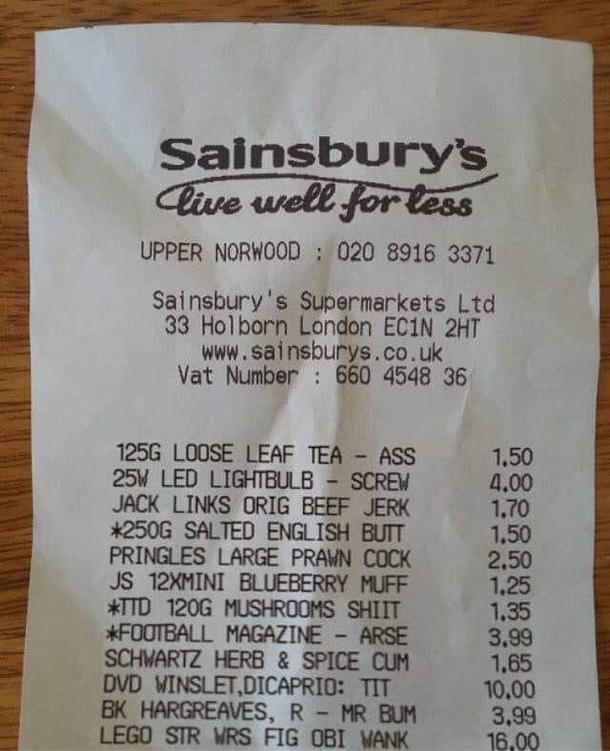 Sainsbury's
live well for less
UPPER NORWOOD : 020 8916 3371
Sainsbury's Supermarkets Ltd
33 Holborn London EC1N 2HT
www.sainsburys.co.uk
Vat Number : 660 4548 36
125G LOOSE LEAF TEA - ASS 1.50
25W LED LIGHTBULB - SCREW 4.00
JACK LINKS ORIG BEEF JERK 1.70
*250G SALTED ENGLISH BUTT 1.50
PRINGLES LARGE PRAWN COCK 2.50
JS 12XMINI BLUEBERRY MUFF 1.25
*TTD 120G MUSHROOMS SHIIT 1.35
*FOOTBALL MAGAZINE - ARSE 3.99
SCHWARTZ HERB & SPICE CUM 1.65
DVD WINSLET,DICAPRIO: TIT 10.00
BK HARGREAVES, R - MR BUM 3.99
LEGO STR WRS FIG OBI WANK 16.00